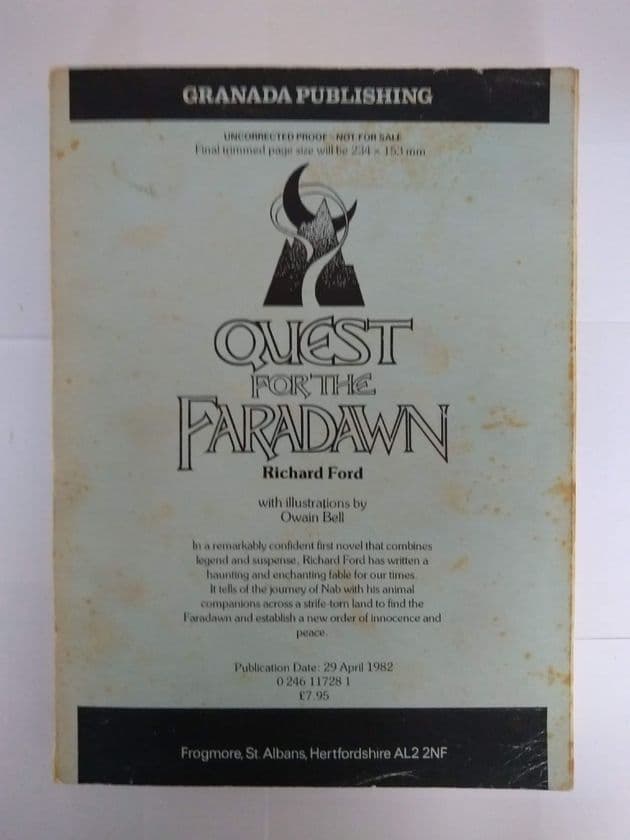 GRANADA PUBLISHING
UNCORRECTED PROOF - NOT FOR SALE
Final trimmed page size will be 234 × 153 mm
QUEST
FOR THE
FARADAWN
Richard Ford
with illustrations by
Owain Bell
In a remarkably confident first novel that combines
legend and suspense, Richard Ford has written a
haunting and enchanting fable for our times.
It tells of the journey of Nab with his animal
companions across a strife-torn land to find the
Faradawn and establish a new order of innocence and
peace.
Publication Date: 29 April 1982
0 246 11728 1
£7.95
Frogmore, St. Albans, Hertfordshire AL2 2NF